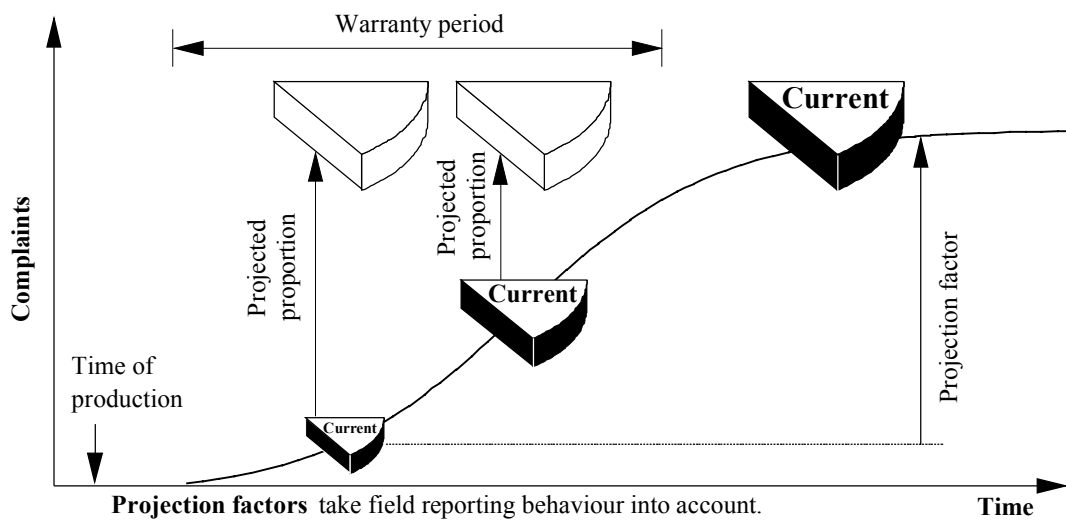 Warranty period
Current
Projected
proportion
Projected
proportion
Current
Complaints
Projection factor
Time of
production
Current
Projection factors take field reporting behaviour into account.
Time